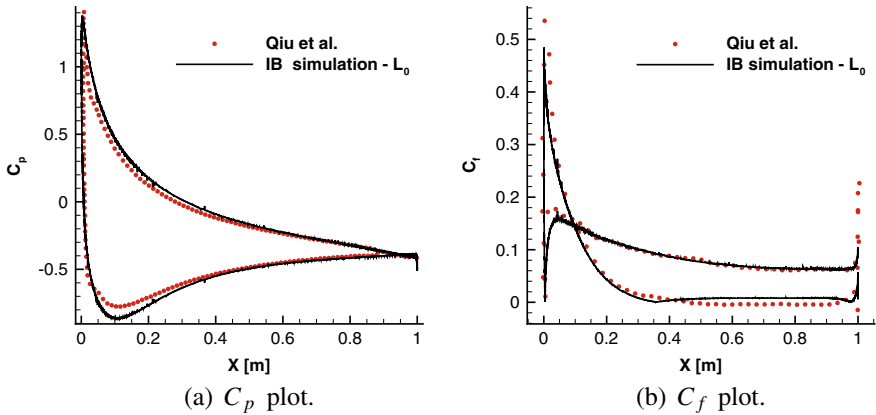 Qiu et al.
IB simulation - L₀
1
0.5
0
-0.5
Cₚ
0
0.2
0.4
0.6
0.8
1
X [m]
(a) Cₚ plot.
Qiu et al.
IB simulation - L₀
0.5
0.4
0.3
0.2
0.1
0
C_f
0
0.2
0.4
0.6
0.8
1
X [m]
(b) C_f plot.